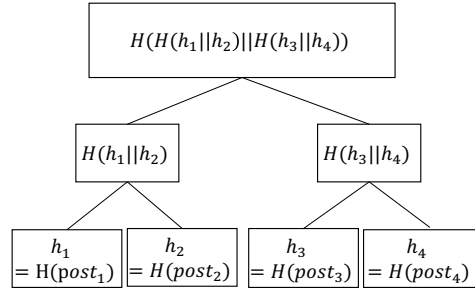 H(H(h₁||h₂)||H(h₃||h₄))
H(h₁||h₂)
H(h₃||h₄)
h₁
= H(post₁)
h₂
= H(post₂)
h₃
= H(post₃)
h₄
= H(post₄)